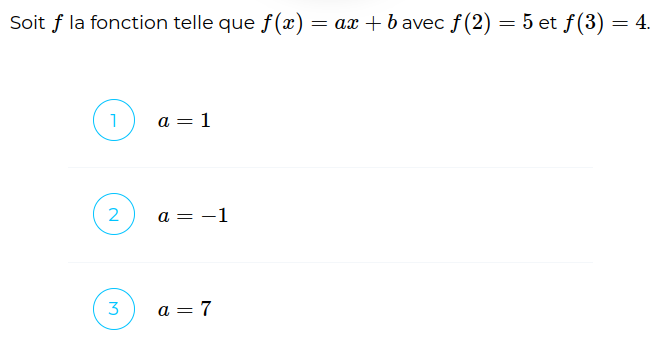 Soit f la fonction telle que f(x) = ax + b avec f(2) = 5 et f(3) = 4.
1 a = 1
2 a = −1
3 a = 7